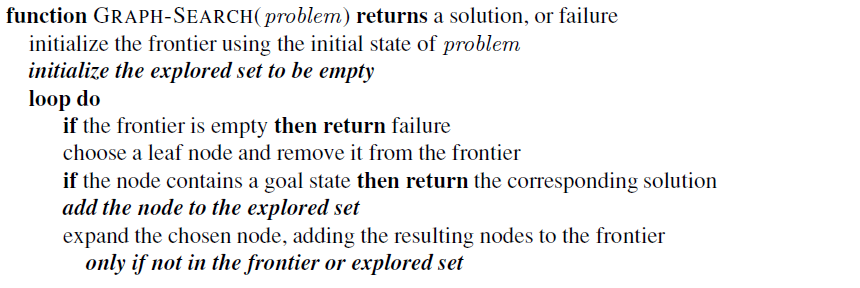 function GRAPH-SEARCH(problem) returns a solution, or failure
initialize the frontier using the initial state of problem
initialize the explored set to be empty
loop do
if the frontier is empty then return failure
choose a leaf node and remove it from the frontier
if the node contains a goal state then return the corresponding solution
add the node to the explored set
expand the chosen node, adding the resulting nodes to the frontier
only if not in the frontier or explored set